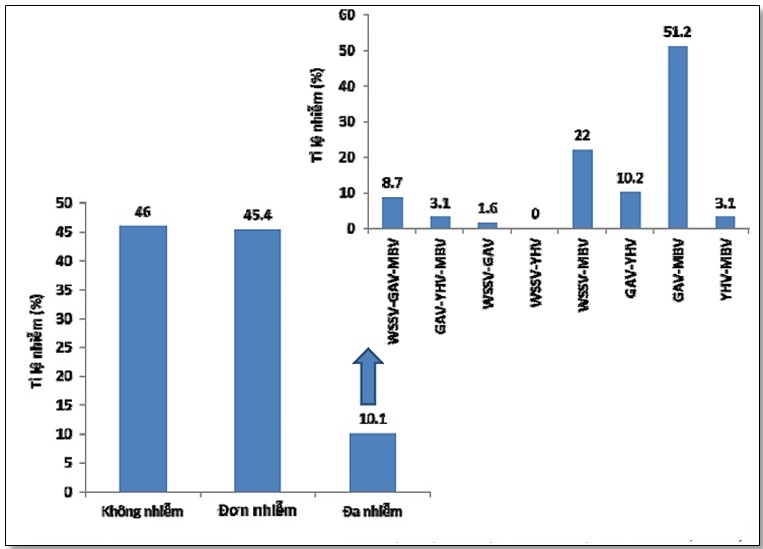 60
50
40
30
20
10
0
Tỉ lệ nhiễm (%)
8.7
3.1
1.6
0
22
10.2
51.2
3.1
WSSV-GAV-MBV
GAV-YHV-MBV
WSSV-GAV
WSSV-YHV
WSSV-MBV
GAV-YHV
GAV-MBV
YHV-MBV
50
45
40
35
30
25
20
15
10
5
0
Tỉ lệ nhiễm (%)
46
45.4
10.1
Không nhiễm
Đơn nhiễm
Đa nhiễm